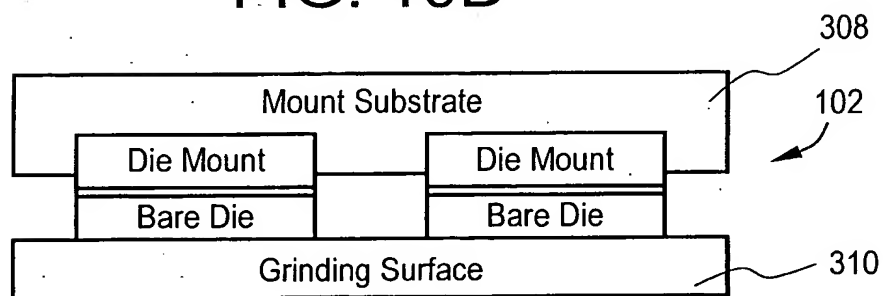 308
Mount Substrate
102
Die Mount Die Mount
Bare Die Bare Die
Grinding Surface
310